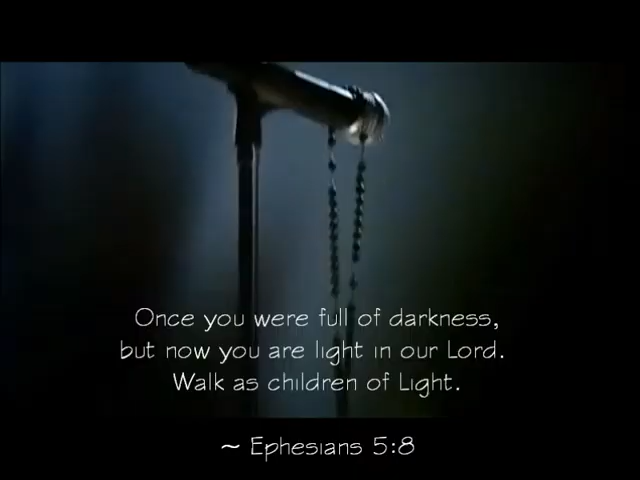 Once you were full of darkness,
but now you are light in our Lord.
Walk as children of Light.
~ Ephesians 5:8